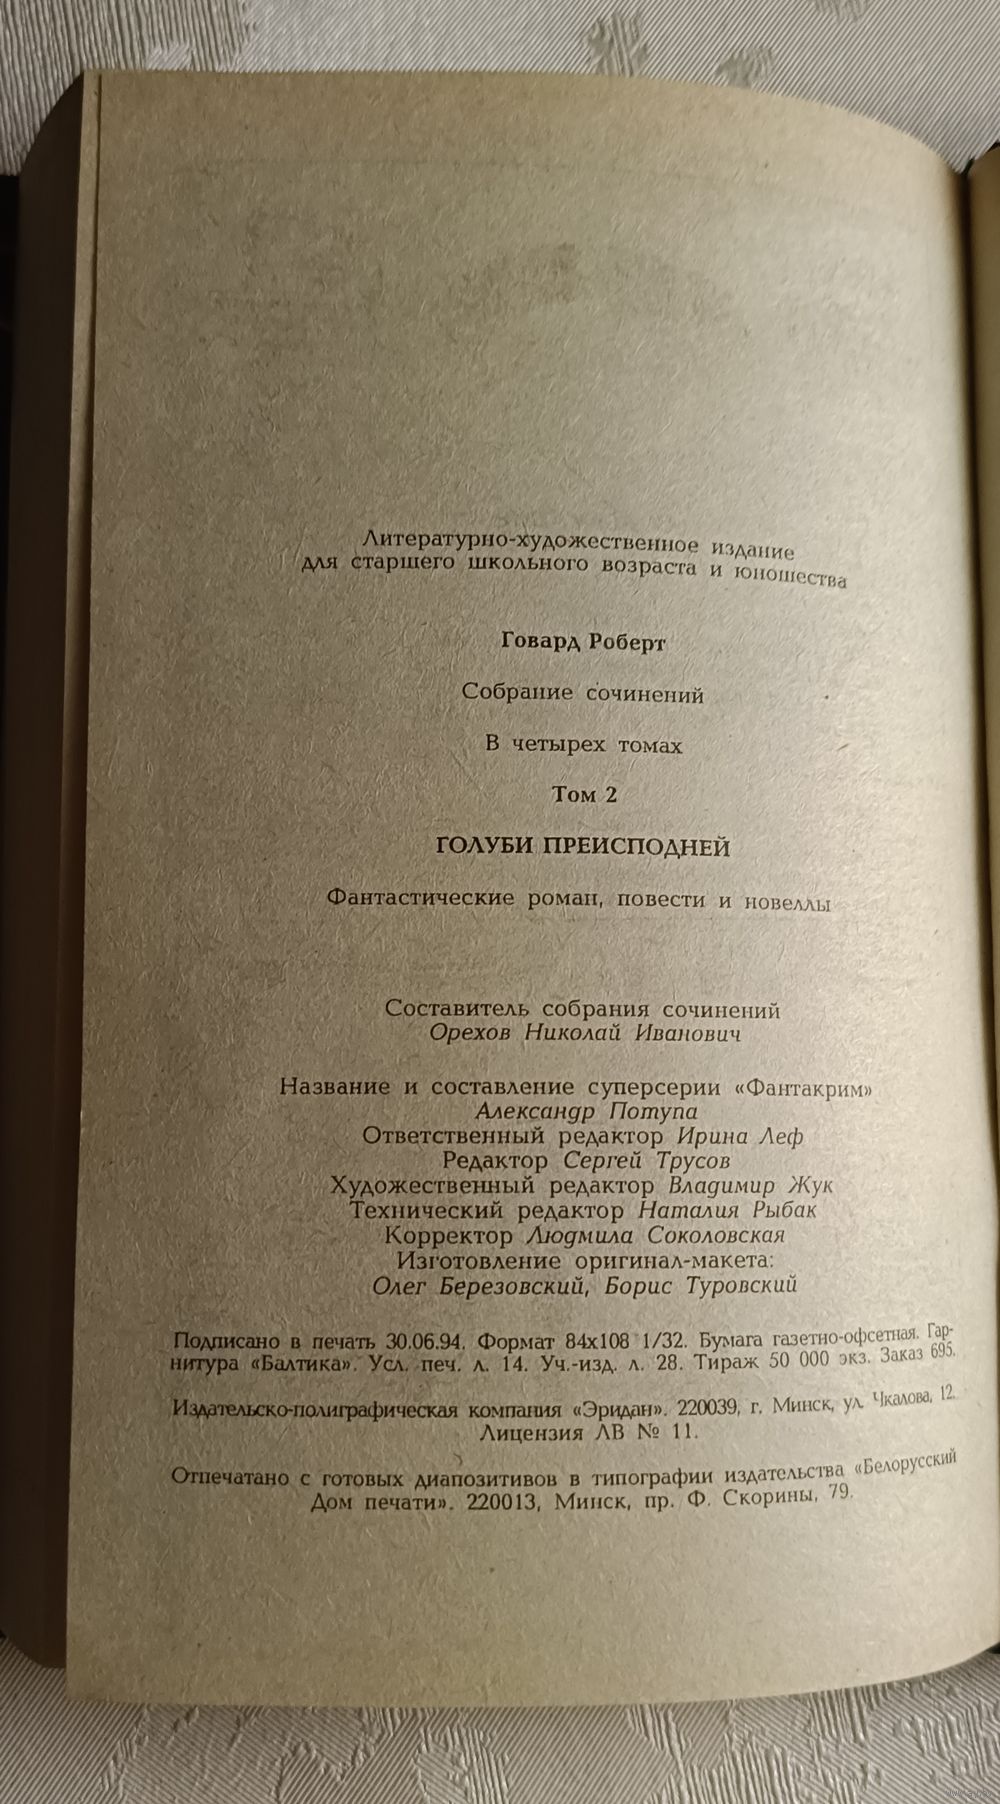 Литературно-художественное издание
для старшего школьного возраста и юношества
Говард Роберт
Собрание сочинений
В четырех томах
Том 2
ГОЛУБИ ПРЕИСПОДНЕЙ
Фантастические роман, повести и новеллы
Составитель собрания сочинений
Орехов Николай Иванович
Название и составление суперсерии «Фантакрим»
Александр Потупа
Ответственный редактор Ирина Леф
Редактор Сергей Трусов
Художественный редактор Владимир Жук
Технический редактор Наталия Рыбак
Корректор Людмила Соколовская
Изготовление оригинал-макета:
Олег Березовский, Борис Туровский
Подписано в печать 30.06.94. Формат 84х108 1/32. Бумага газетно-офсетная. Гар-
нитура «Балтика». Усл. печ. л. 14. Уч.-изд. л. 28. Тираж 50 000 экз. Заказ 695.
Издательско-полиграфическая компания «Эридан». 220039, г. Минск, ул. Чкалова, 12.
Лицензия ЛВ № 11.
Отпечатано с готовых диапозитивов в типографии издательства «Белорусский
Дом печати». 220013, Минск, пр. Ф. Скорины, 79.